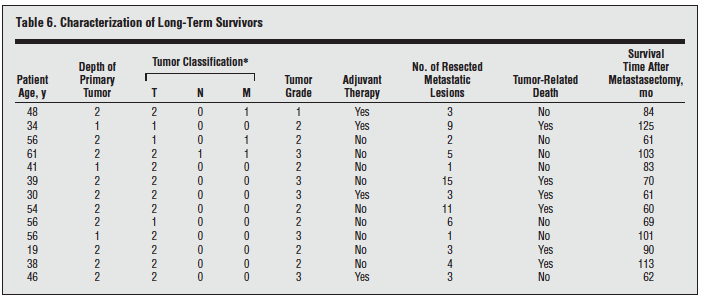 Table 6. Characterization of Long-Term Survivors
Patient Age, y | Depth of Primary Tumor | Tumor Classification* T | N | M | Tumor Grade | Adjuvant Therapy | No. of Resected Metastatic Lesions | Tumor-Related Death | Survival Time After Metastasectomy, mo
48 2 2 0 1 1 Yes 3 No 84
34 1 1 0 0 2 Yes 9 Yes 125
56 2 1 0 1 2 No 2 No 61
61 2 2 1 1 3 No 5 No 103
41 1 2 0 0 2 No 1 No 83
39 2 2 0 0 2 No 15 Yes 70
30 2 2 0 0 3 Yes 3 Yes 61
54 2 2 0 0 2 No 11 Yes 60
56 2 1 0 0 2 No 6 No 69
56 1 2 0 0 3 No 1 No 101
19 2 2 0 0 2 No 3 Yes 90
38 2 2 0 0 2 No 4 Yes 113
46 2 2 0 0 3 Yes 3 No 62